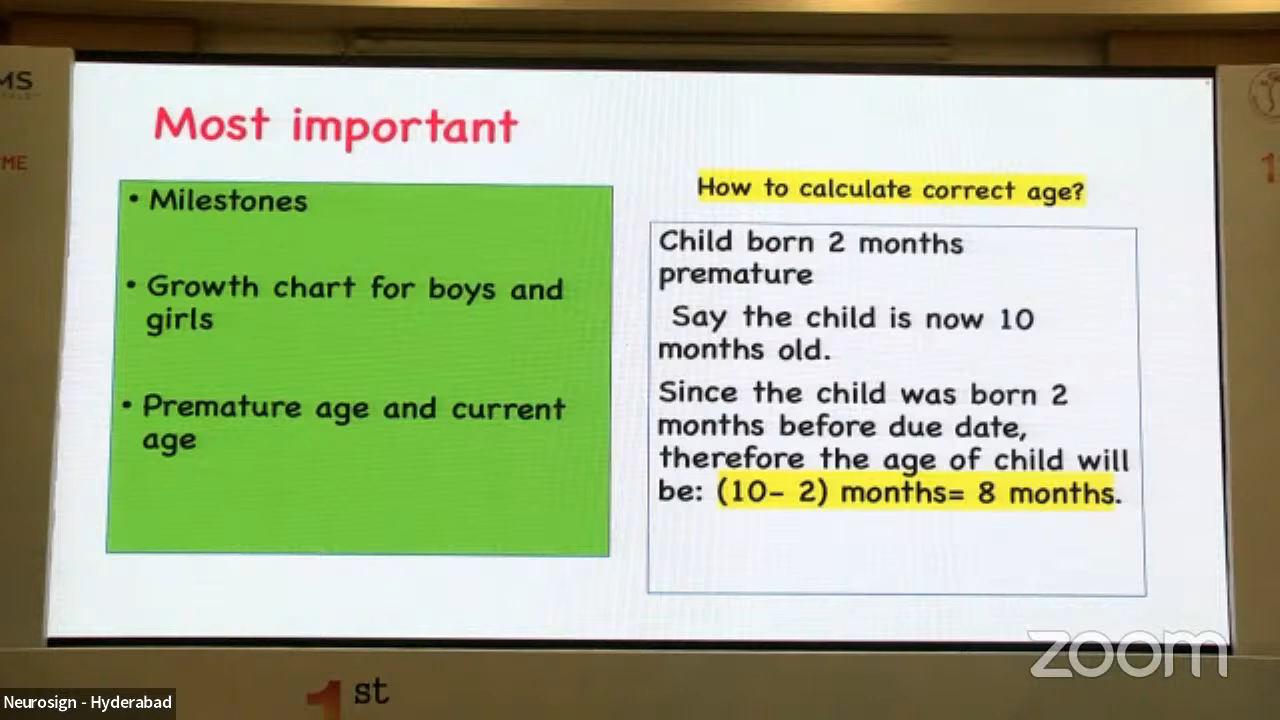 MS
ME
Most important
• Milestones
• Growth chart for boys and
girls
• Premature age and current
age
How to calculate correct age?
Child born 2 months
premature
Say the child is now 10
months old.
Since the child was born 2
months before due date,
therefore the age of child will
be: (10– 2) months= 8 months.
1
zoom
1st
Neurosign - Hyderabad